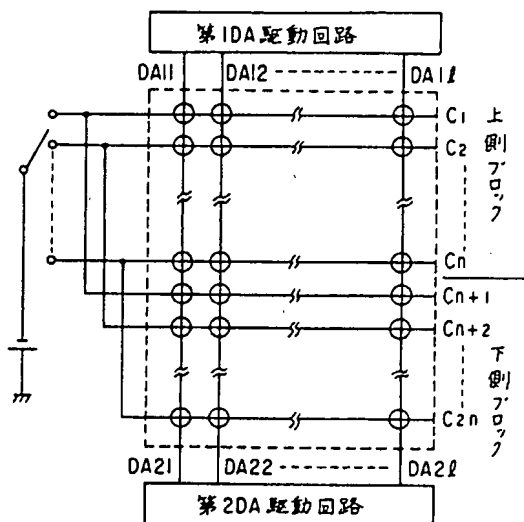 第1DA駆動回路
DA11 DA12 DA1ℓ
C1
C2
上側ブロック
Cn
Cn+1
Cn+2
下側ブロック
C2n
DA21 DA22 DA2ℓ
第2DA駆動回路